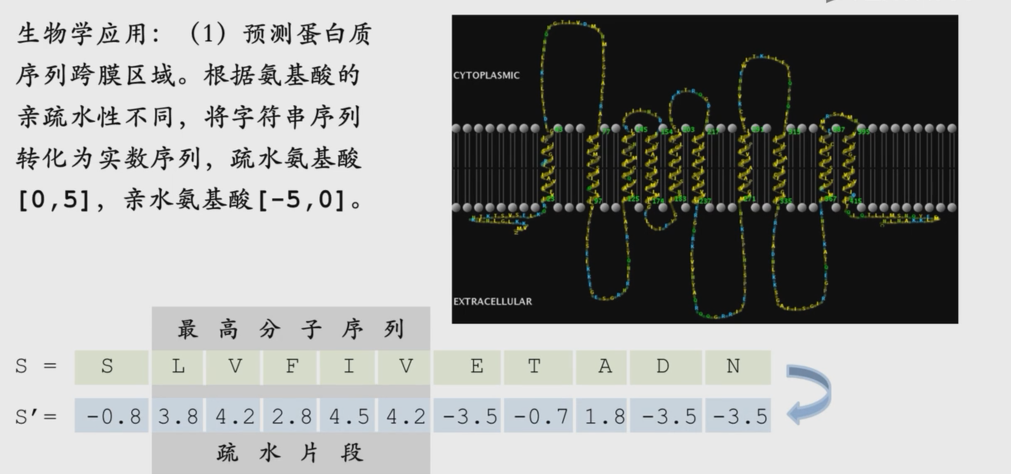 生物学应用: (1) 预测蛋白质
序列跨膜区域。根据氨基酸的
亲疏水性不同, 将字符串序列
转化为实数序列, 疏水氨基酸
[0,5], 亲水氨基酸[-5,0]。
CYTOPLASMIC
EXTRACELLULAR
最高分子序列
S = S L V F I V E T A D N
S'= -0.8 3.8 4.2 2.8 4.5 4.2 -3.5 -0.7 1.8 -3.5 -3.5
疏水片段